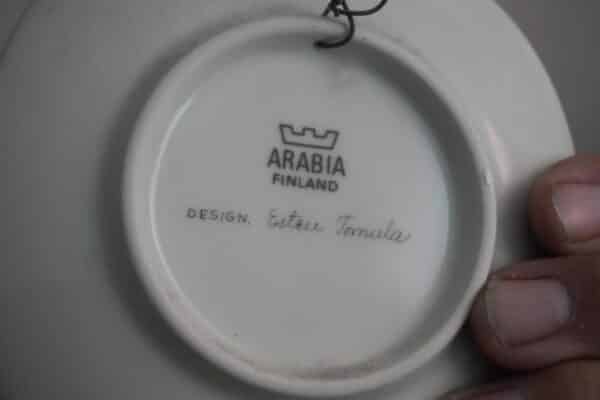 ARABIA
FINLAND
DESIGN. Esteri Tomula